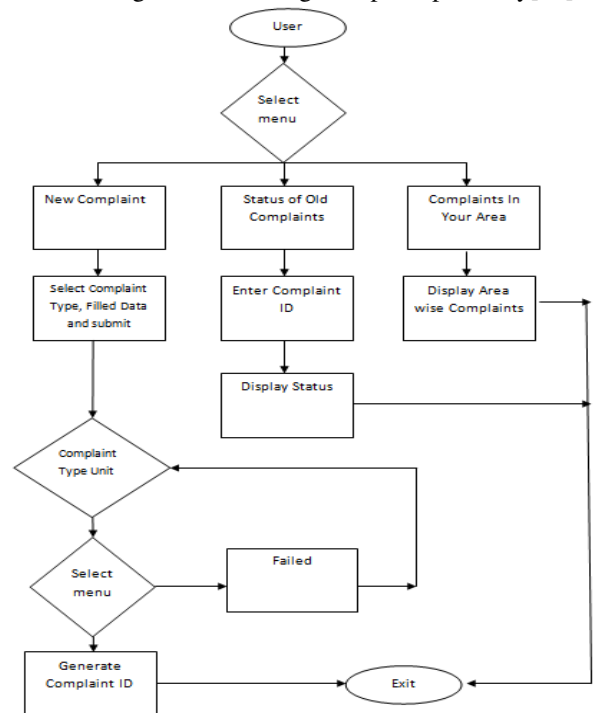 User
Select
menu
New Complaint
Status of Old
Complaints
Complaints In
Your Area
Select Complaint
Type, Filled Data
and submit
Enter Complaint
ID
Display Area
wise Complaints
Display Status
Complaint
Type Unit
Select
menu
Failed
Generate
Complaint ID
Exit